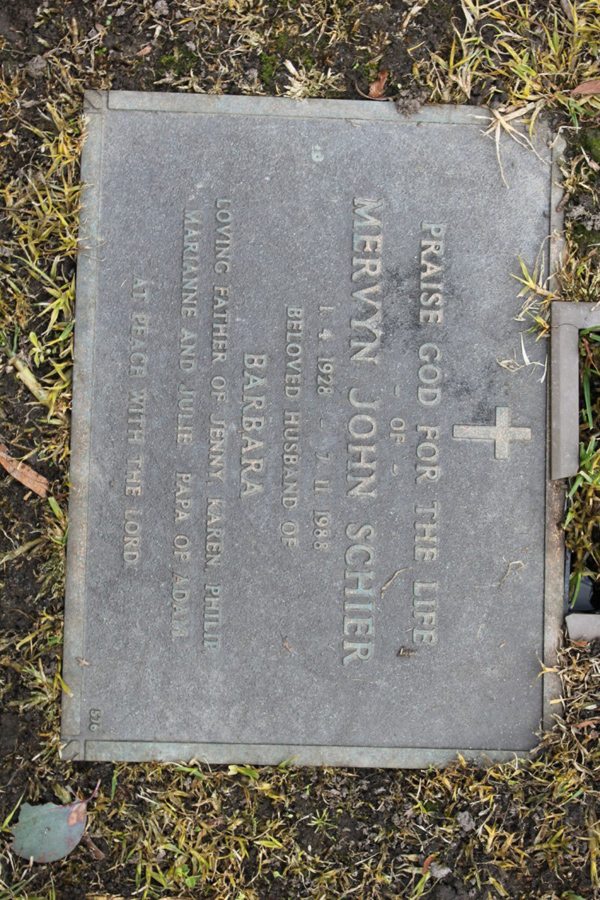 PRAISE GOD FOR THE LIFE
- OF -
MERVYN JOHN SCHIER
1. 4. 1928 - 7. 11. 1988
BELOVED HUSBAND OF
BARBARA
LOVING FATHER OF JENNY, KAREN, PHILIP
MARIANNE AND JULIE. PAPA OF ADAM
AT PEACE WITH THE LORD